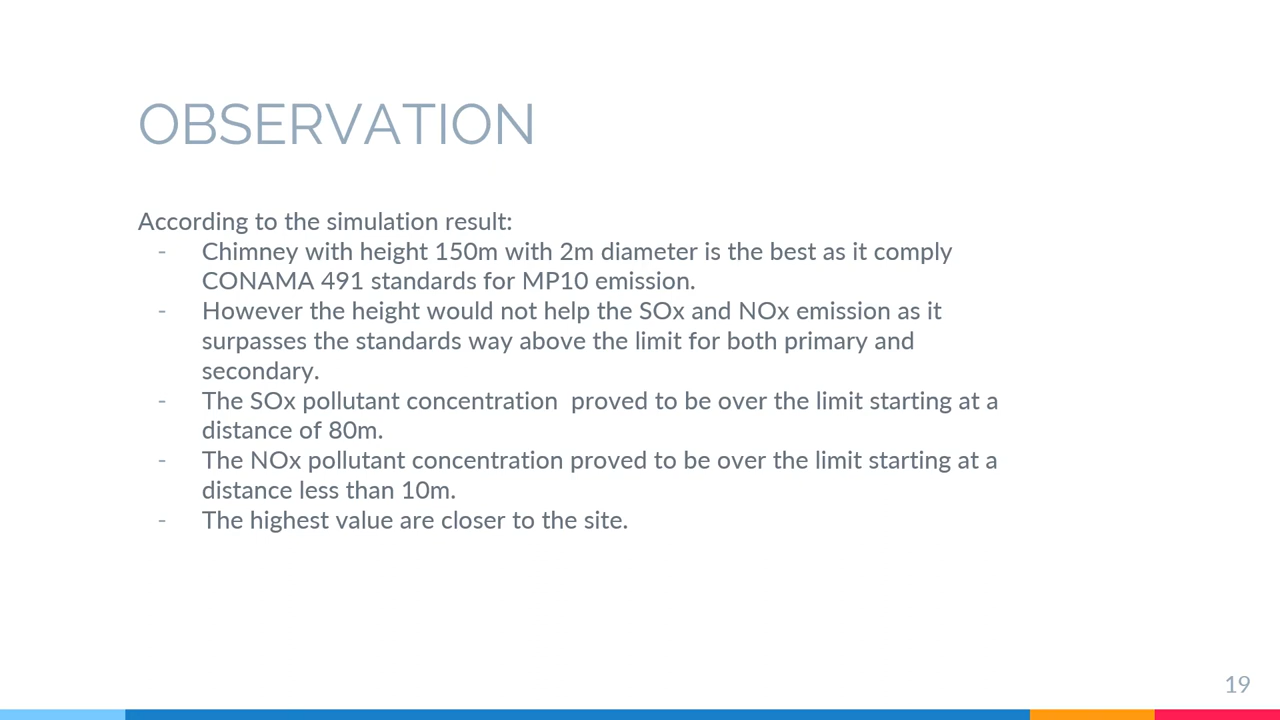 OBSERVATION
According to the simulation result:
- Chimney with height 150m with 2m diameter is the best as it comply
CONAMA 491 standards for MP10 emission.
- However the height would not help the SOx and NOx emission as it
surpasses the standards way above the limit for both primary and
secondary.
- The SOx pollutant concentration  proved to be over the limit starting at a
distance of 80m.
- The NOx pollutant concentration proved to be over the limit starting at a
distance less than 10m.
- The highest value are closer to the site.
19